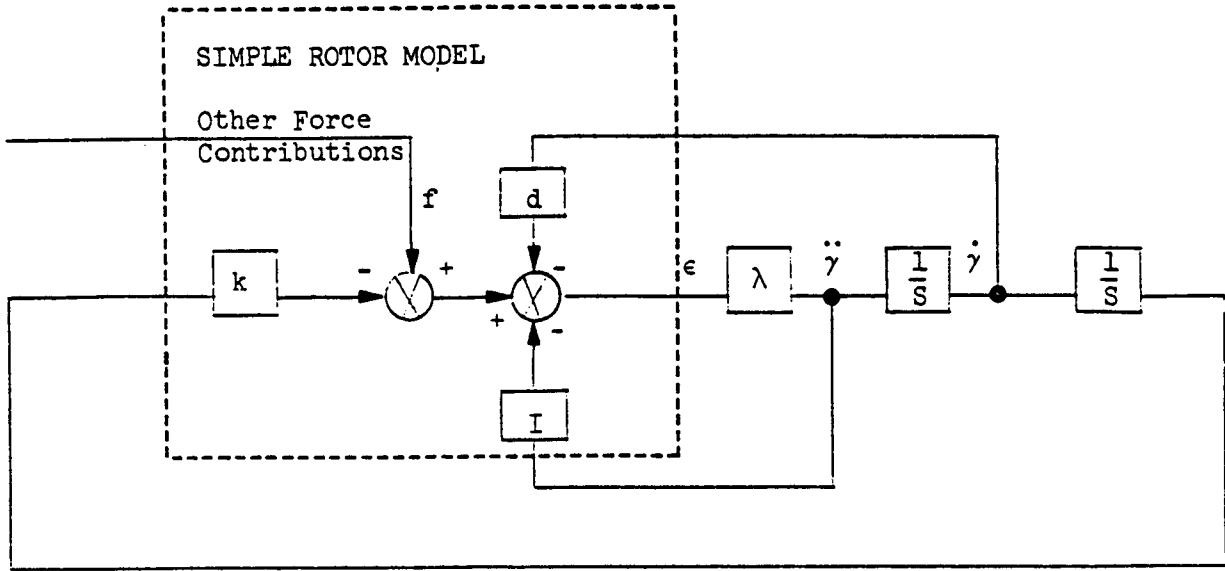 SIMPLE ROTOR MODEL
Other Force
Contributions
f
d
k
- + - + -
ϵ
λ
γ̈
1
S
γ̇
1
S
I